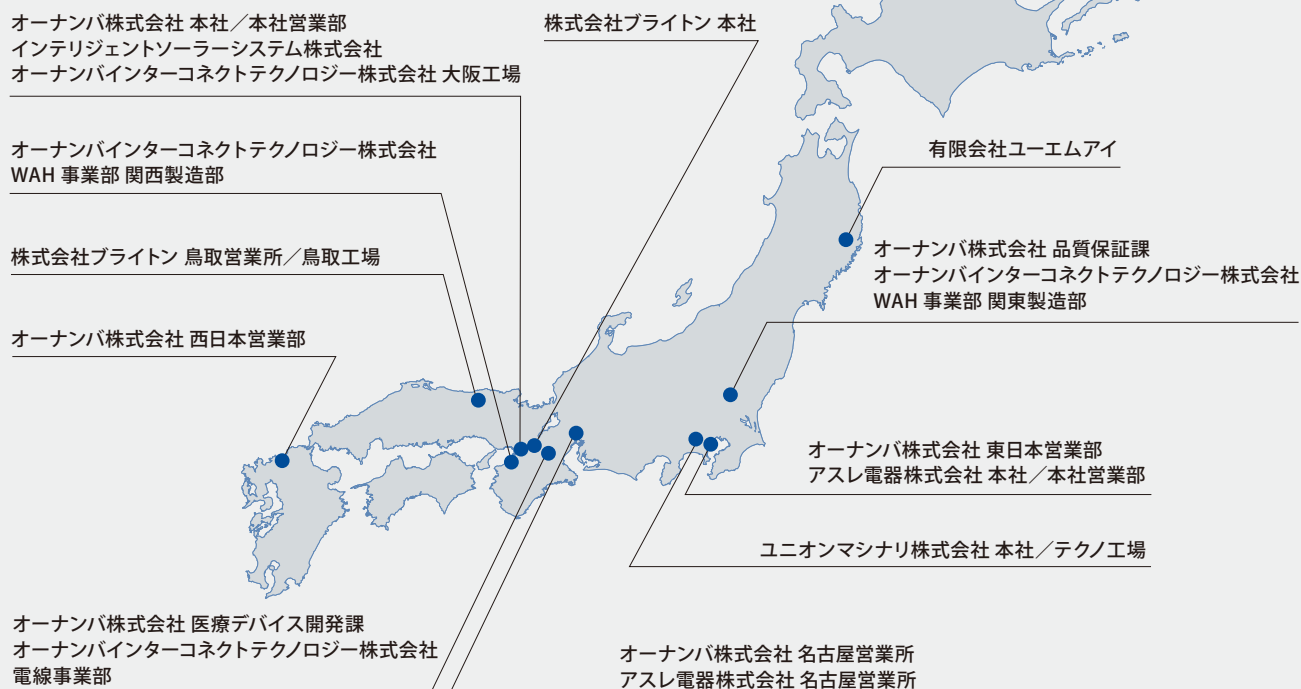 オーナンバ株式会社 本社／本社営業部
インテリジェントソーラーシステム株式会社
オーナンバインターコネクトテクノロジー株式会社 大阪工場
株式会社ブライトン 本社
オーナンバインターコネクトテクノロジー株式会社
WAH 事業部 関西製造部
有限会社ユーエムアイ
株式会社ブライトン 鳥取営業所／鳥取工場
オーナンバ株式会社 品質保証課
オーナンバインターコネクトテクノロジー株式会社
WAH 事業部 関東製造部
オーナンバ株式会社 西日本営業部
オーナンバ株式会社 東日本営業部
アスレ電器株式会社 本社／本社営業部
ユニオンマシナリ株式会社 本社／テクノ工場
オーナンバ株式会社 医療デバイス開発課
オーナンバインターコネクトテクノロジー株式会社
電線事業部
オーナンバ株式会社 名古屋営業所
アスレ電器株式会社 名古屋営業所